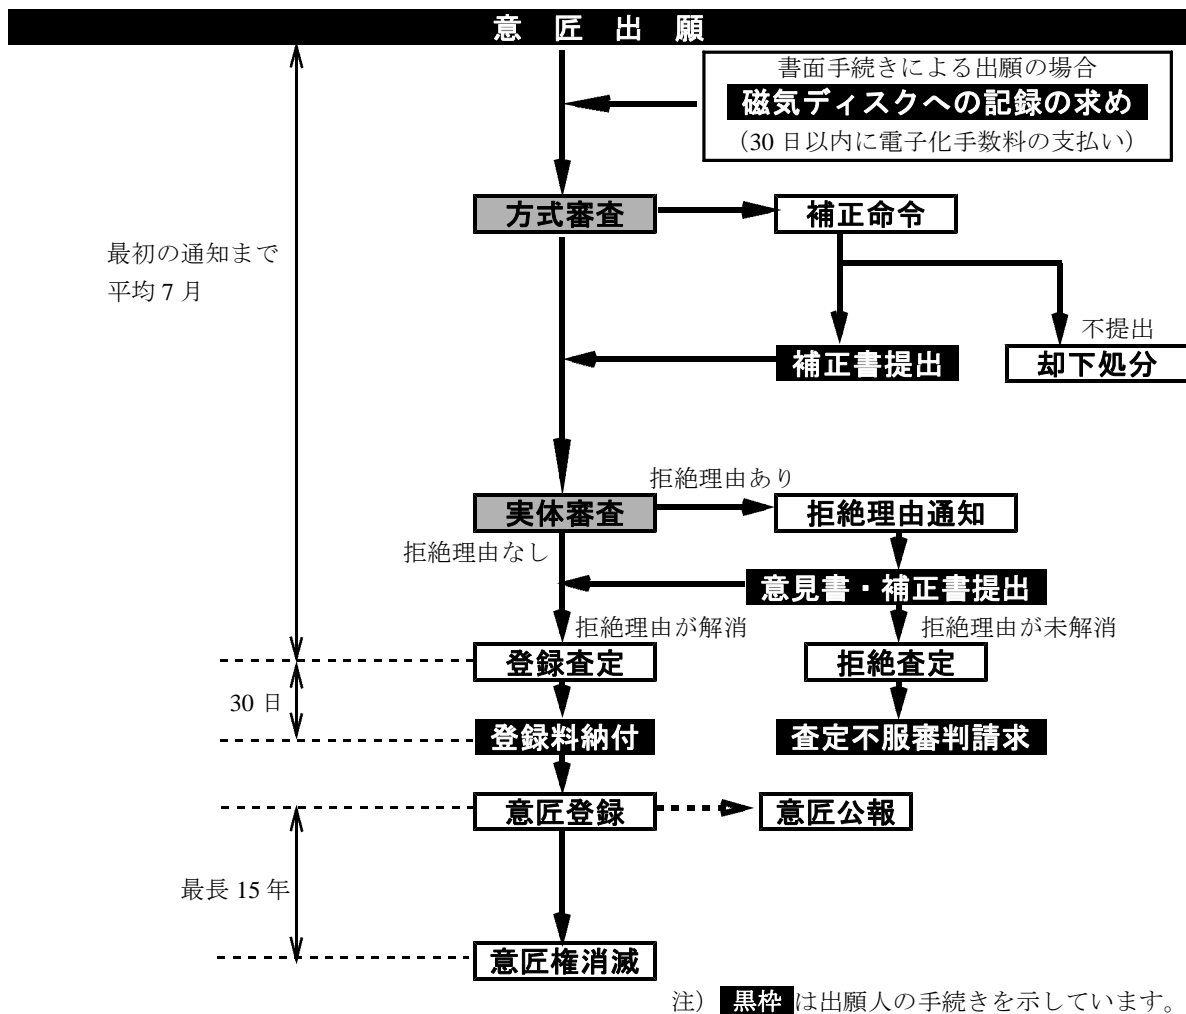 意 匠 出 願
書面手続きによる出願の場合
磁気ディスクへの記録の求め
（30 日以内に電子化手数料の支払い）
方式審査
補正命令
最初の通知まで
平均 7 月
不提出
補正書提出
却下処分
拒絶理由あり
実体審査
拒絶理由通知
拒絶理由なし
意見書・補正書提出
拒絶理由が解消
拒絶理由が未解消
登録査定
拒絶査定
30 日
登録料納付
査定不服審判請求
意匠登録
意匠公報
最長 15 年
意匠権消滅
注） 黒枠 は出願人の手続きを示しています。